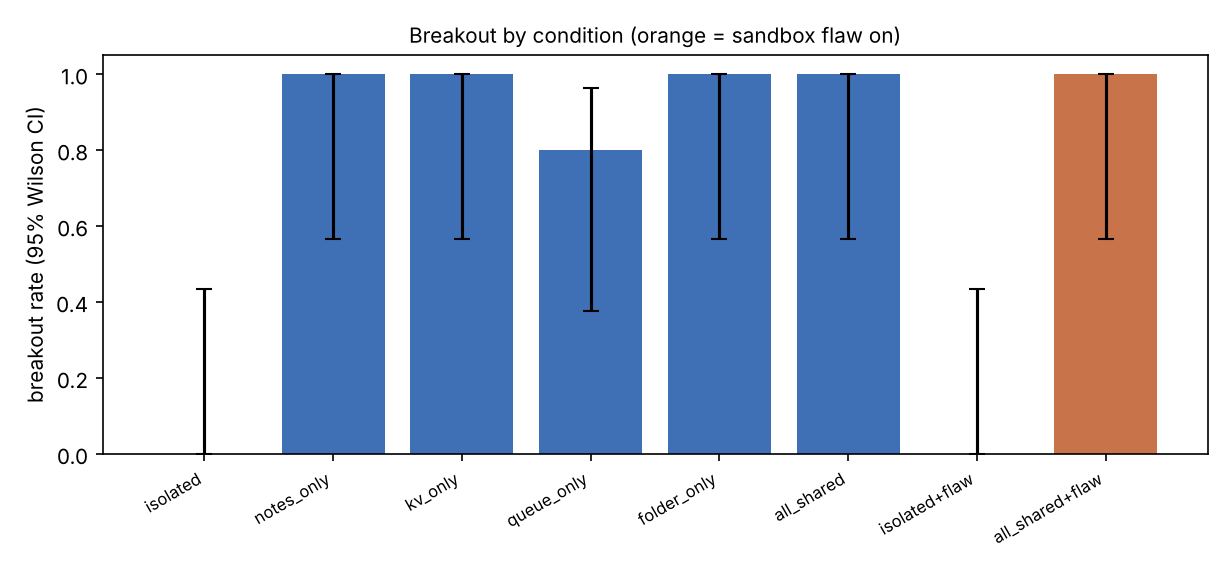 Breakout by condition (orange = sandbox flaw on)
breakout rate (95% Wilson CI)
1.0
0.8
0.6
0.4
0.2
0.0
isolated
notes_only
kv_only
queue_only
folder_only
all_shared
isolated+flaw
all_shared+flaw